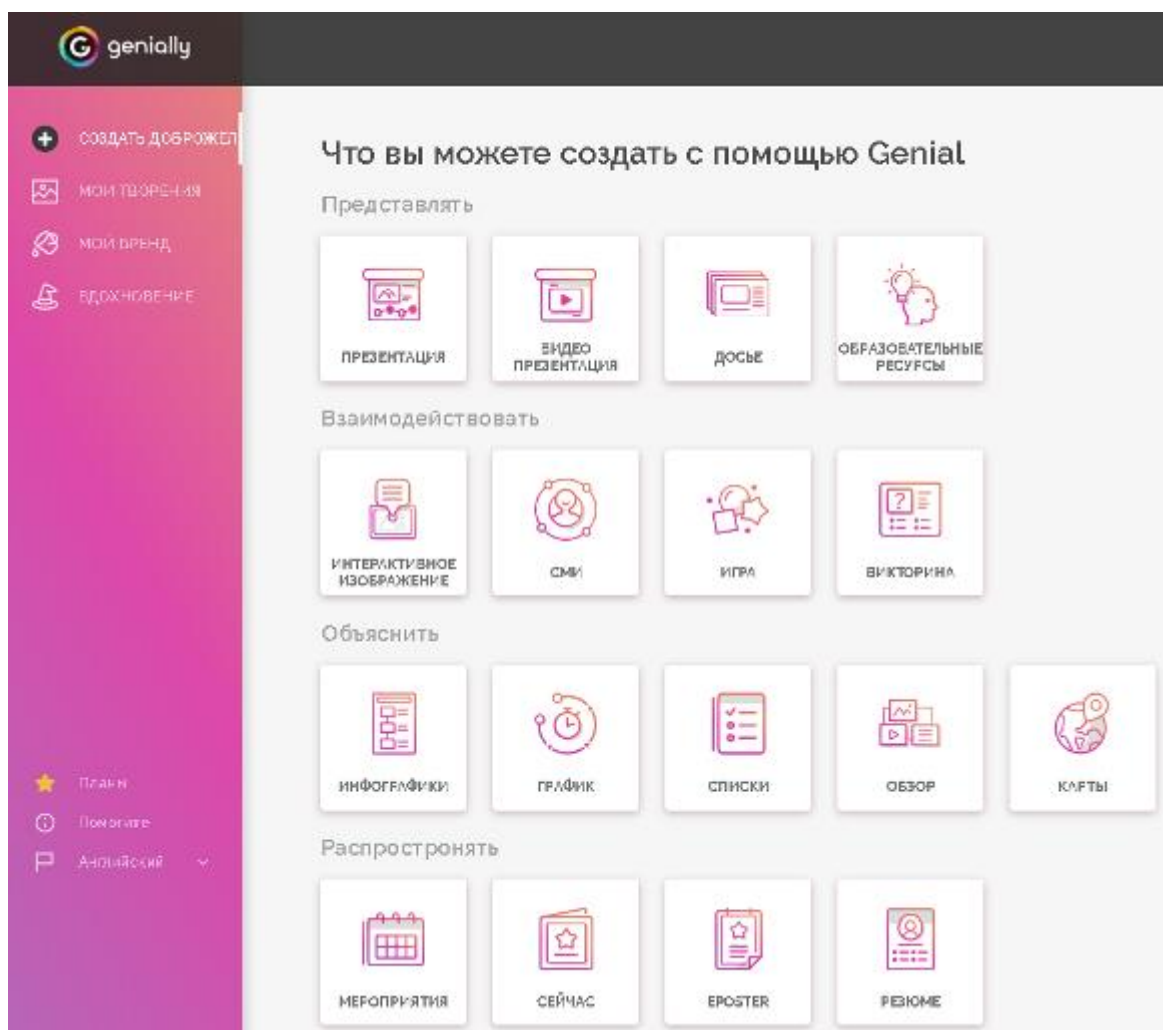 genially
СОЗДАТЬ ДОБРОЖЕЛ
МОИ ТВОРЕНИЯ
МОЙ БРЕНД
ВДОХНОВЕНИЕ
Что вы можете создать с помощью Genial
Представлять
ПРЕЗЕНТАЦИЯ
ВИДЕО
ПРЕЗЕНТАЦИЯ
ДОСЬЕ
ОБРАЗОВАТЕЛЬНЫЕ
РЕСУРСЫ
Взаимодействовать
ИНТЕРАКТИВНОЕ
ИЗОБРАЖЕНИЕ
СМИ
ИГРА
ВИКТОРИНА
Объяснить
ИНФОГРАФИКИ
ГРАФИК
СПИСКИ
ОБЗОР
КАРТЫ
Распростронять
МЕРОПРИЯТИЯ
СЕЙЧАС
EPOSTER
РЕЗЮМЕ
Планы
Помогите
Английский